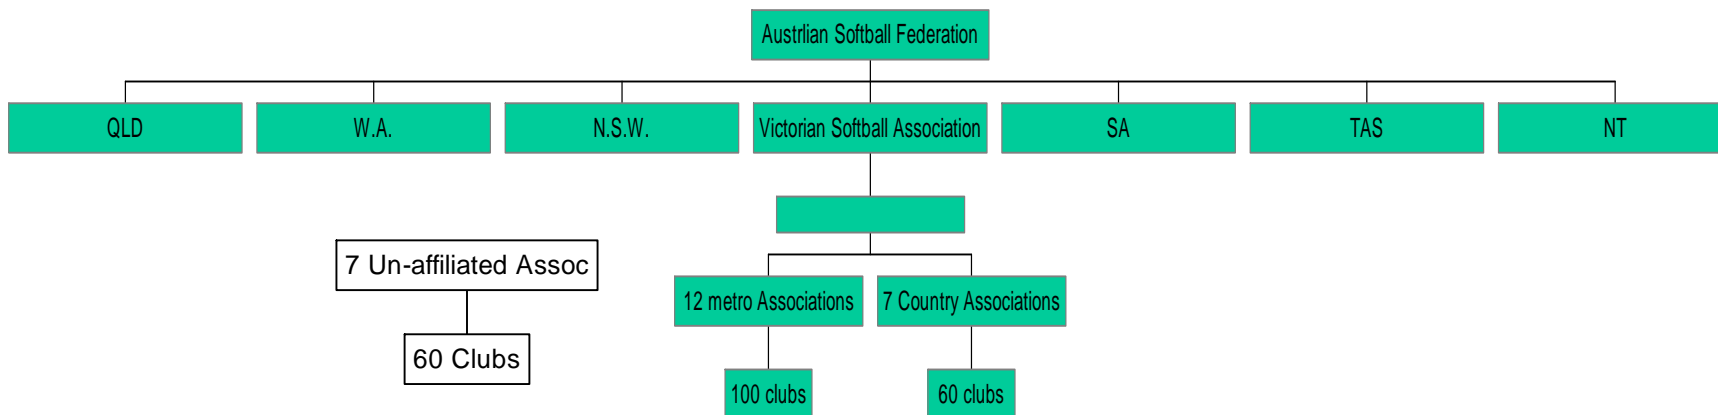 Austrlian Softball Federation
QLD
W.A.
N.S.W.
Victorian Softball Association
SA
TAS
NT
7 Un-affiliated Assoc
12 metro Associations
7 Country Associations
60 Clubs
100 clubs
60 clubs